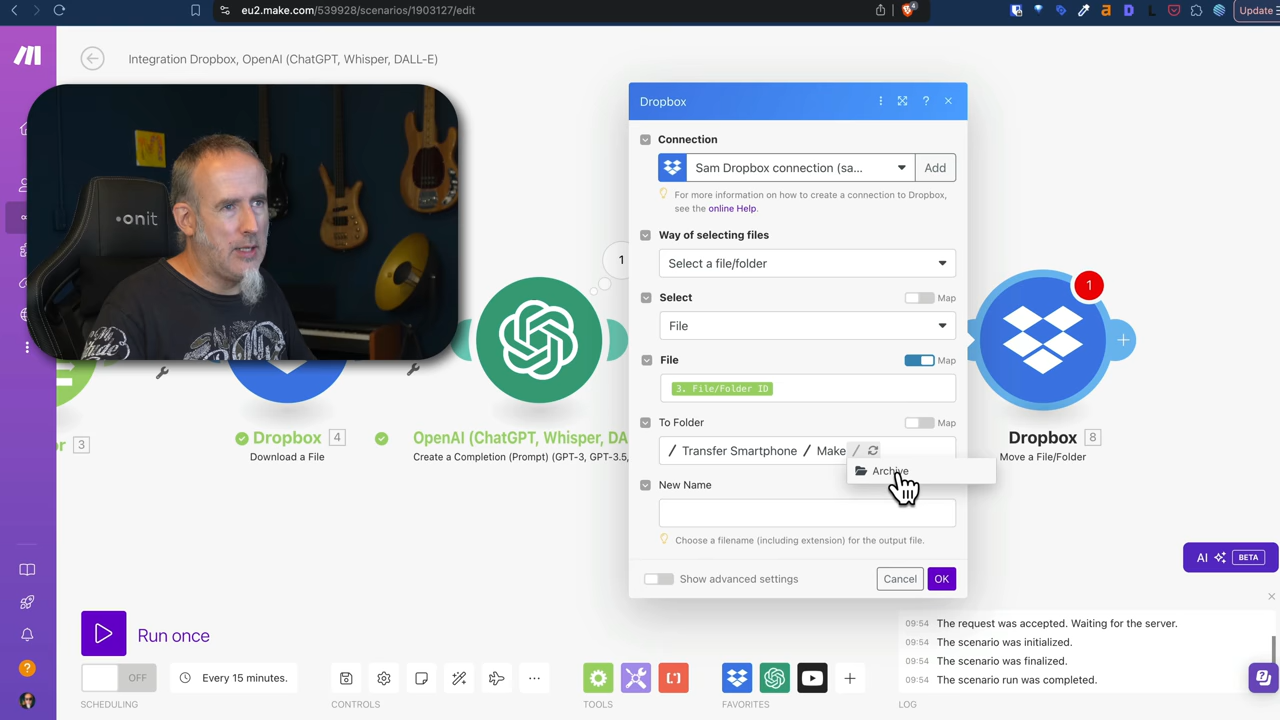 eu2.make.com/539928/scenarios/1903127/edit
4
Update
Integration Dropbox, OpenAI (ChatGPT, Whisper, DALL-E)
•onit
Dropbox
?
Connection
Sam Dropbox connection (sa...
Add
For more information on how to create a connection to Dropbox,
see the online Help.
Way of selecting files
Select a file/folder
1
Select
Map
File
1
File
Map
3. File/Folder ID
To Folder
Map
/ Transfer Smartphone / Make /
Archive
New Name
Choose a filename (including extension) for the output file.
Show advanced settings
Cancel
OK
or
3
Dropbox
4
Download a File
OpenAI (ChatGPT, Whisper, DA
Create a Completion (Prompt) (GPT-3, GPT-3.5,
Dropbox
8
Move a File/Folder
AI
BETA
Run once
OFF
Every 15 minutes.
SCHEDULING
CONTROLS
TOOLS
FAVORITES
09:54 The request was accepted. Waiting for the server.
09:54 The scenario was initialized.
09:54 The scenario was finalized.
09:54 The scenario run was completed.
LOG